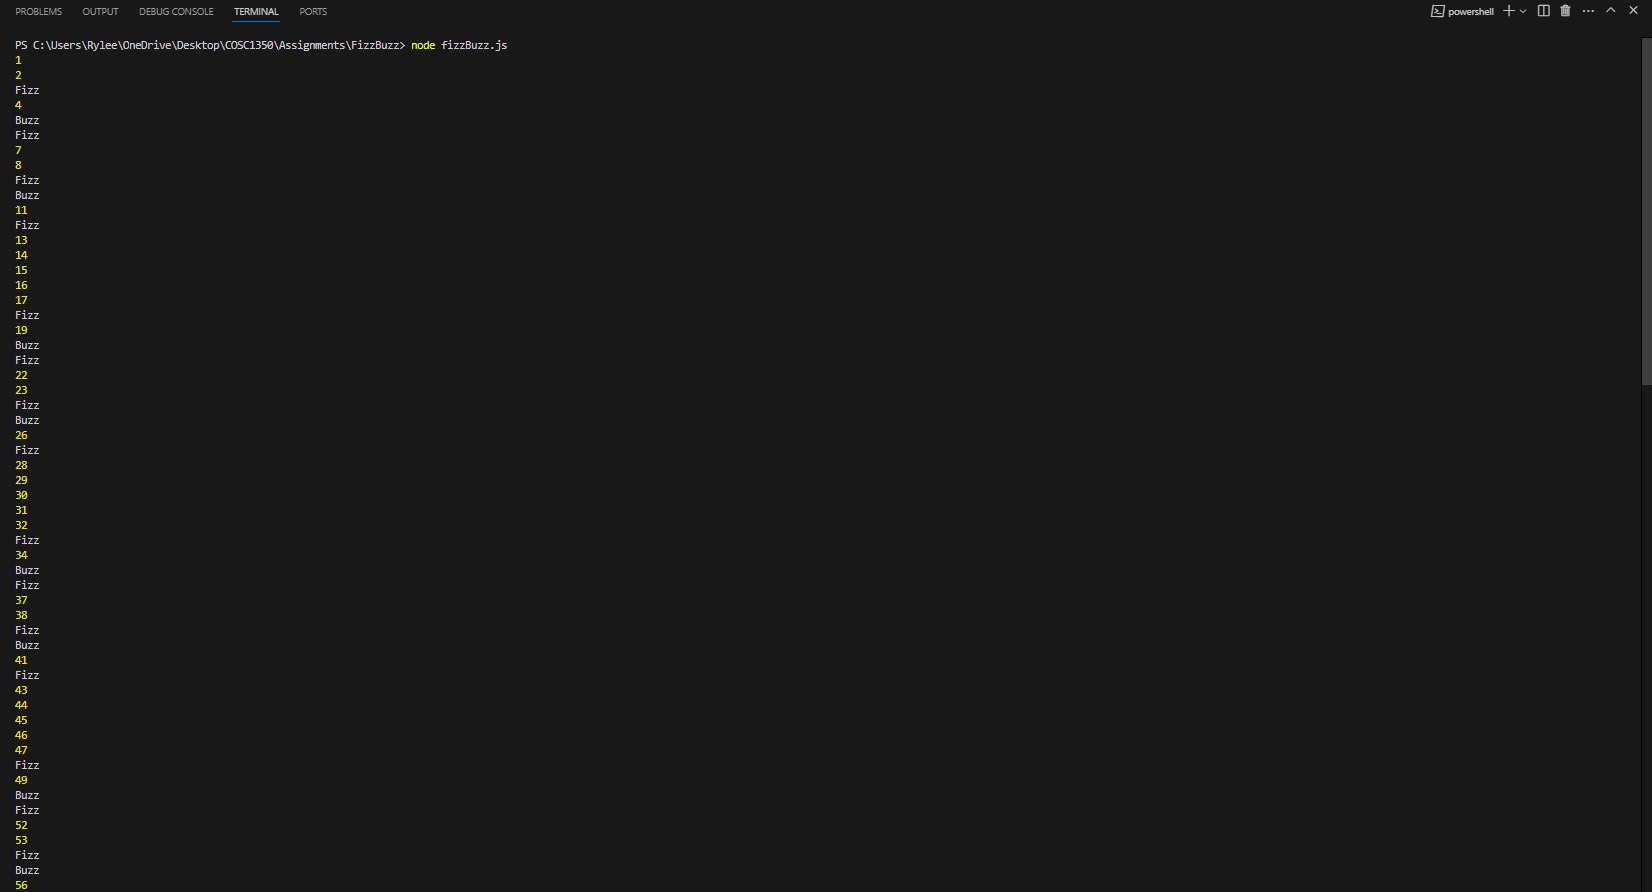 PROBLEMS OUTPUT DEBUG CONSOLE TERMINAL PORTS powershell
PS C:\Users\Rylee\OneDrive\Desktop\COSC1350\Assignments\FizzBuzz> node fizzBuzz.js
1
2
Fizz
4
Buzz
Fizz
7
8
Fizz
Buzz
11
Fizz
13
14
15
16
17
Fizz
19
Buzz
Fizz
22
23
Fizz
Buzz
26
Fizz
28
29
30
31
32
Fizz
34
Buzz
Fizz
37
38
Fizz
Buzz
41
Fizz
43
44
45
46
47
Fizz
49
Buzz
Fizz
52
53
Fizz
Buzz
56